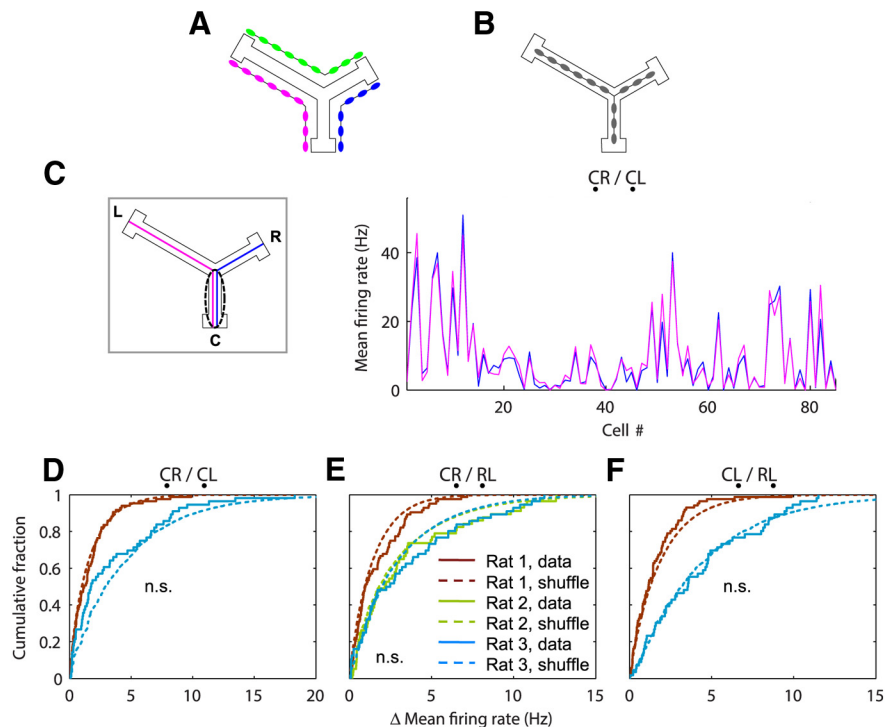 A
B
C
L
R
C
CR / CL
Mean firing rate (Hz)
40
20
0
20
40
60
80
Cell #
D
CR / CL
E
CR / RL
F
CL / RL
Cumulative fraction
1
0.8
0.6
0.4
0.2
0
n.s.
0
5
10
15
20
n.s.
Rat 1, data
Rat 1, shuffle
Rat 2, data
Rat 2, shuffle
Rat 3, data
Rat 3, shuffle
0
5
10
15
n.s.
0
5
10
15
Δ Mean firing rate (Hz)